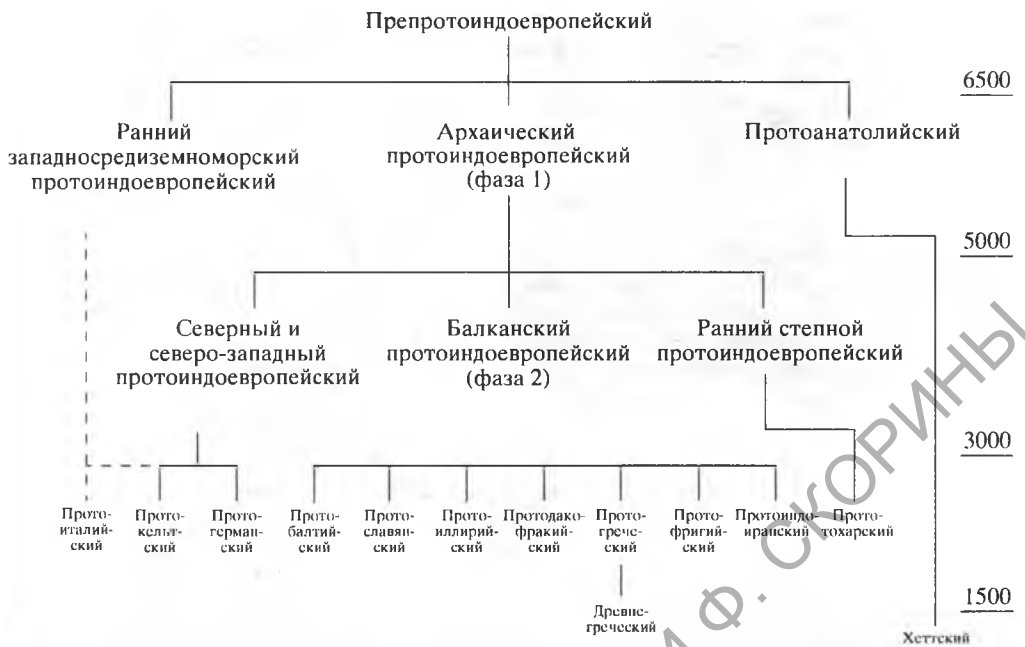 Препротоиндоевропейский
6500
Ранний
западносредиземноморский
протоиндоевропейский
Архаический
протоиндоевропейский
(фаза 1)
Протоанатолийский
5000
Северный и
северо-западный
протоиндоевропейский
Балканский
протоиндоевропейский
(фаза 2)
Ранний степной
протоиндоевропейский
3000
Прото-
италий-
ский
Прото-
кельт-
ский
Прото-
герман-
ский
Прото-
балтий-
ский
Прото-
славян-
ский
Прото-
иллирий-
ский
Протодако-
фракий-
ский
Прото-
гречес-
ский
Прото-
фригий-
ский
Протоиндо-
иранский
Прото-
тохарский
1500
Древне-
греческий
Хеттский
Ф. СКОРИНЫ